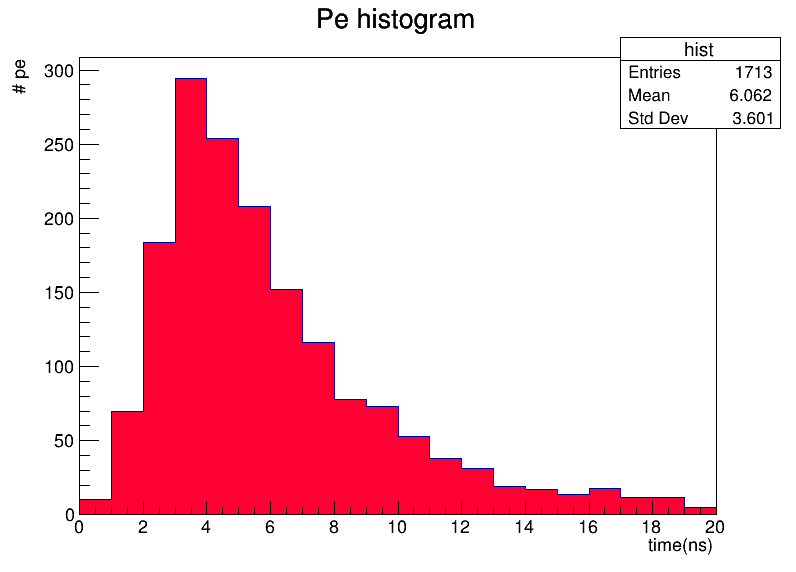 Pe histogram
# pe
hist
Entries 1713
Mean 6.062
Std Dev 3.601
300
250
200
150
100
50
0
0 2 4 6 8 10 12 14 16 18 20
time(ns)